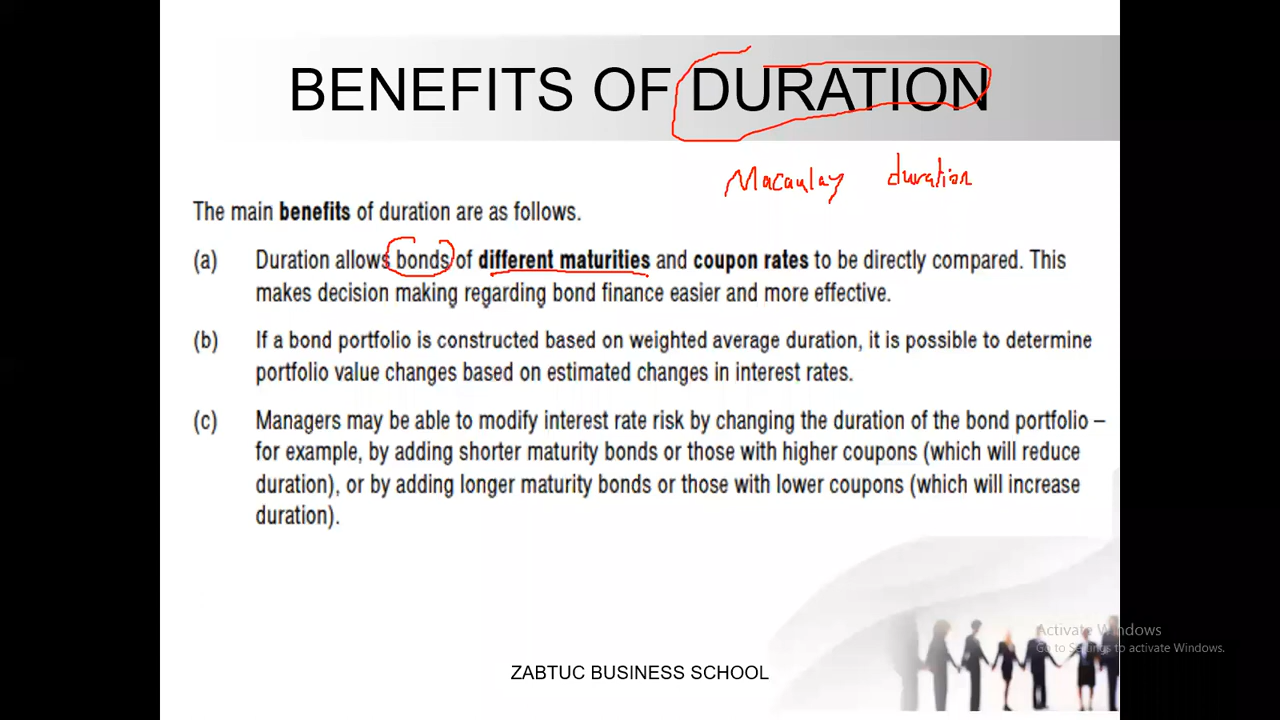 BENEFITS OF DURATION
Macaulay duration
The main benefits of duration are as follows.
(a) Duration allows bonds of different maturities and coupon rates to be directly compared. This
makes decision making regarding bond finance easier and more effective.
(b) If a bond portfolio is constructed based on weighted average duration, it is possible to determine
portfolio value changes based on estimated changes in interest rates.
(c) Managers may be able to modify interest rate risk by changing the duration of the bond portfolio –
for example, by adding shorter maturity bonds or those with higher coupons (which will reduce
duration), or by adding longer maturity bonds or those with lower coupons (which will increase
duration).
Activate Windows
Go to Settings to activate Windows.
ZABTUC BUSINESS SCHOOL